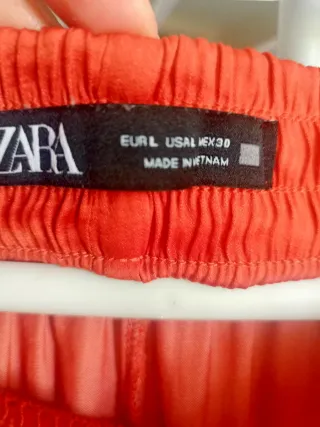 ZARA
EUR L USA L MEX 30
MADE IN VIETNAM